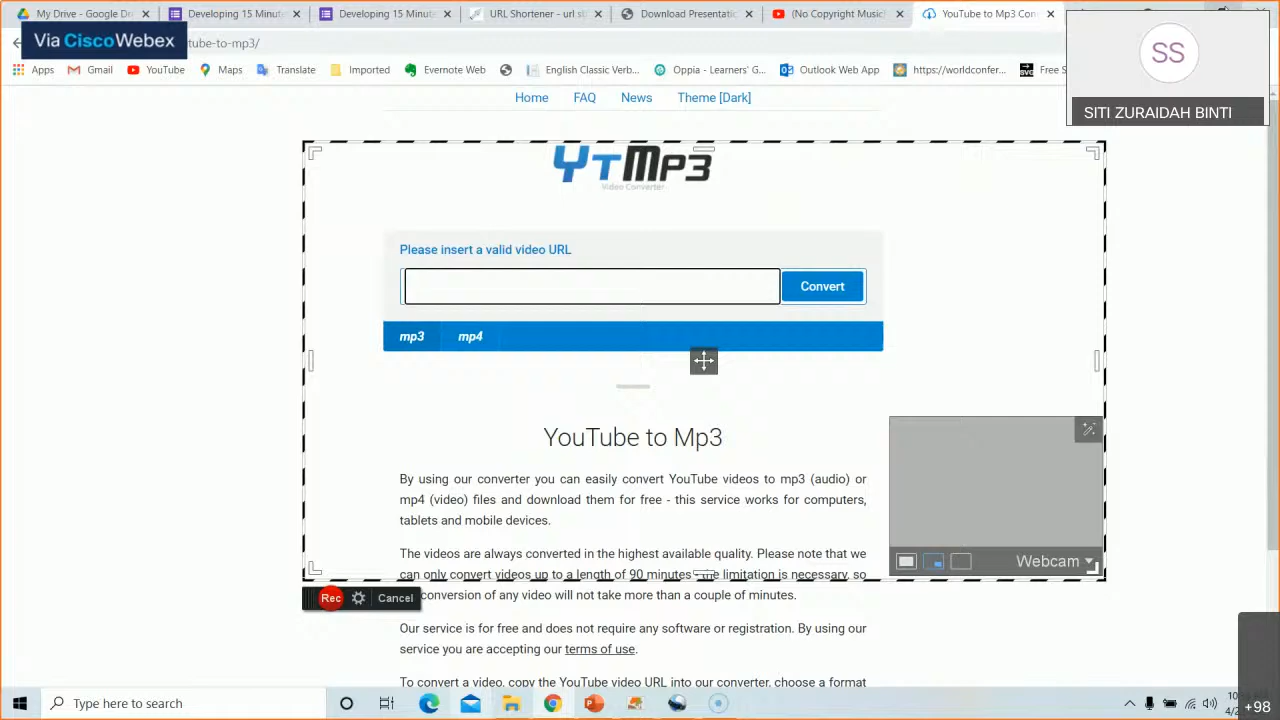 My Drive - Google Dr
Developing 15 Minute
Developing 15 Minute
Download Presentatic
(No Copyright Music)
YouTube to Mp3 Con
Via CiscoWebex
tube-to-mp3/
Apps
Gmail
YouTube
Maps
Translate
Imported
Evernote Web
English Classic Verb...
Oppia - Learners' G...
Outlook Web App
https://worldconfer...
Free S
SS
SITI ZURAIDAH BINTI
Home
FAQ
News
Theme [Dark]
YTMP3
Video Converter
Please insert a valid video URL
Convert
mp3
mp4
YouTube to Mp3
By using our converter you can easily convert YouTube videos to mp3 (audio) or
mp4 (video) files and download them for free - this service works for computers,
tablets and mobile devices.
The videos are always converted in the highest available quality. Please note that we
can only convert videos up to a length of 90 minutes - the limitation is necessary, so
conversion of any video will not take more than a couple of minutes.
Webcam
Rec
Cancel
Our service is for free and does not require any software or registration. By using our
service you are accepting our terms of use.
To convert a video, copy the YouTube video URL into our converter, choose a format
Type here to search
+98